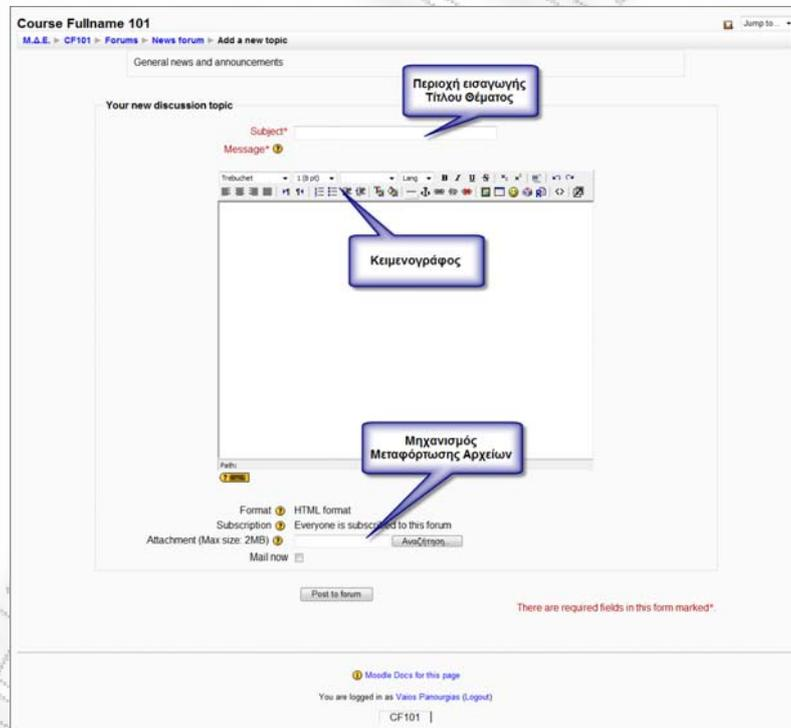 Course Fullname 101
Jump to...
Μ.Δ.Ε. ► CF101 ► Forums ► News forum ► Add a new topic
General news and announcements
Περιοχή εισαγωγής
Τίτλου Θέματος
Your new discussion topic
Subject*
Message*
Trebuchet 1 (8 pt) Lang B I U S
Κειμενογράφος
Μηχανισμός
Μεταφόρτωσης Αρχείων
Path:
Format HTML format
Subscription Everyone is subscribed to this forum
Attachment (Max size: 2MB) Αναζήτηση...
Mail now
Post to forum
There are required fields in this form marked*.
Moodle Docs for this page
You are logged in as Vaios Panourgias (Logout)
CF101